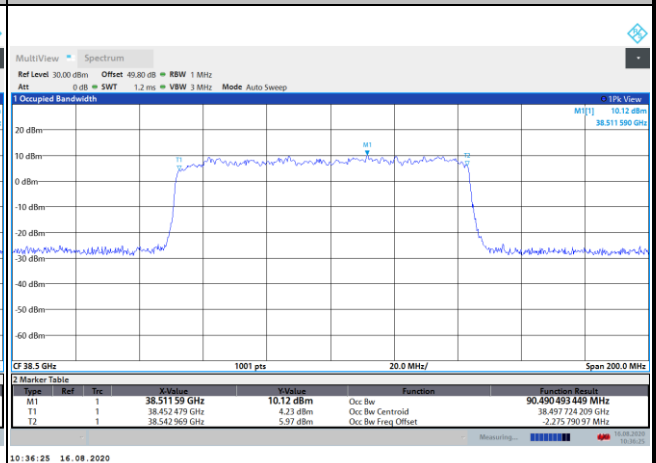 MultiView Spectrum
Ref Level 30.00 dBm Offset 49.80 dB RBW 1 MHz
Att 0 dB SWT 1.2 ms VBW 3 MHz Mode Auto Sweep
1 Occupied Bandwidth 1Pk View
M1[1] 10.12 dBm
38.511 590 GHz
20 dBm
M1
10 dBm
T1
T2
0 dBm
-10 dBm
-20 dBm
-30 dBm
-40 dBm
-50 dBm
-60 dBm
CF 38.5 GHz 1001 pts 20.0 MHz/ Span 200.0 MHz
2 Marker Table
Type Ref Trc X-Value Y-Value Function Function Result
M1 1 38.511 59 GHz 10.12 dBm Occ Bw 90.490 493 449 MHz
T1 1 38.452 479 GHz 4.23 dBm Occ Bw Centroid 38.497 724 209 GHz
T2 1 38.542 969 GHz 5.97 dBm Occ Bw Freq Offset -2.275 790 97 MHz
Measuring... 16.08.2020
10:36:25
10:36:25 16.08.2020